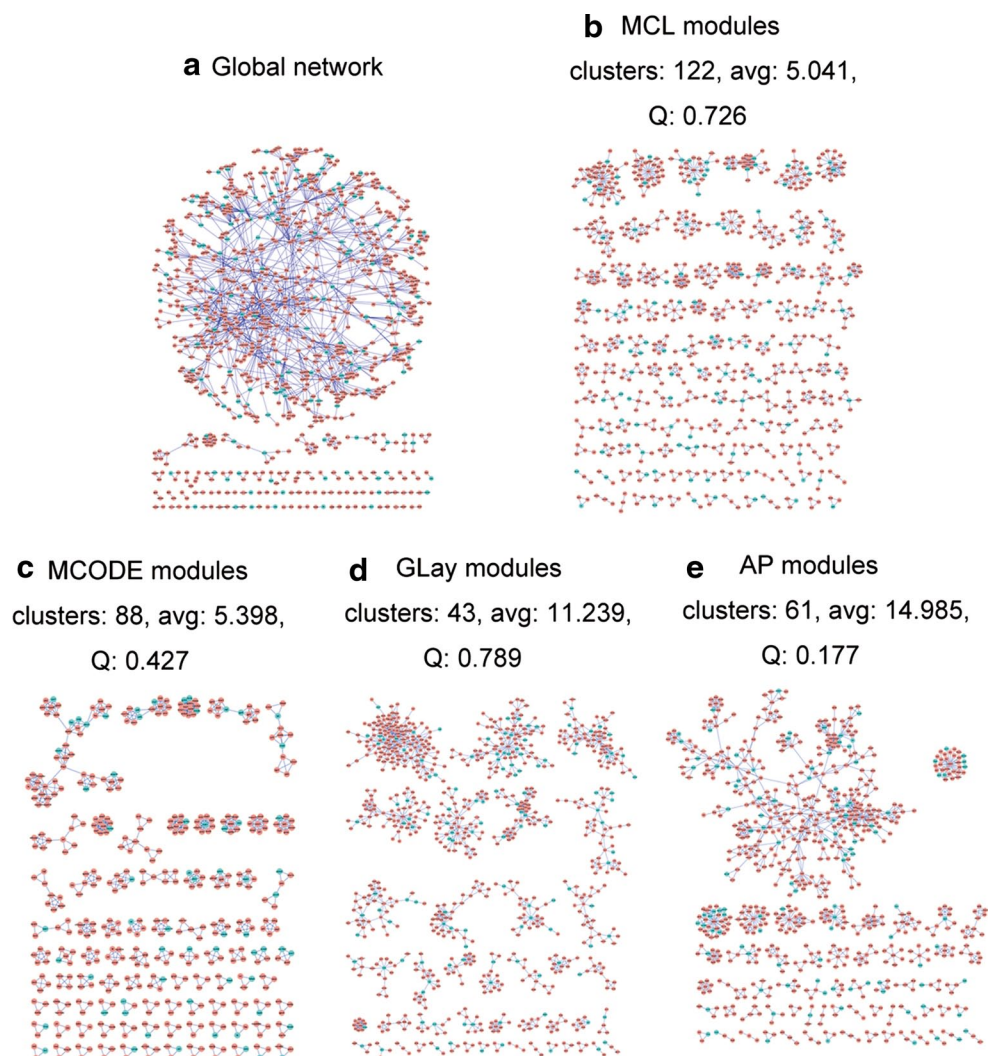 a Global network
b MCL modules
clusters: 122, avg: 5.041,
Q: 0.726
c MCODE modules
clusters: 88, avg: 5.398,
Q: 0.427
d GLay modules
clusters: 43, avg: 11.239,
Q: 0.789
e AP modules
clusters: 61, avg: 14.985,
Q: 0.177